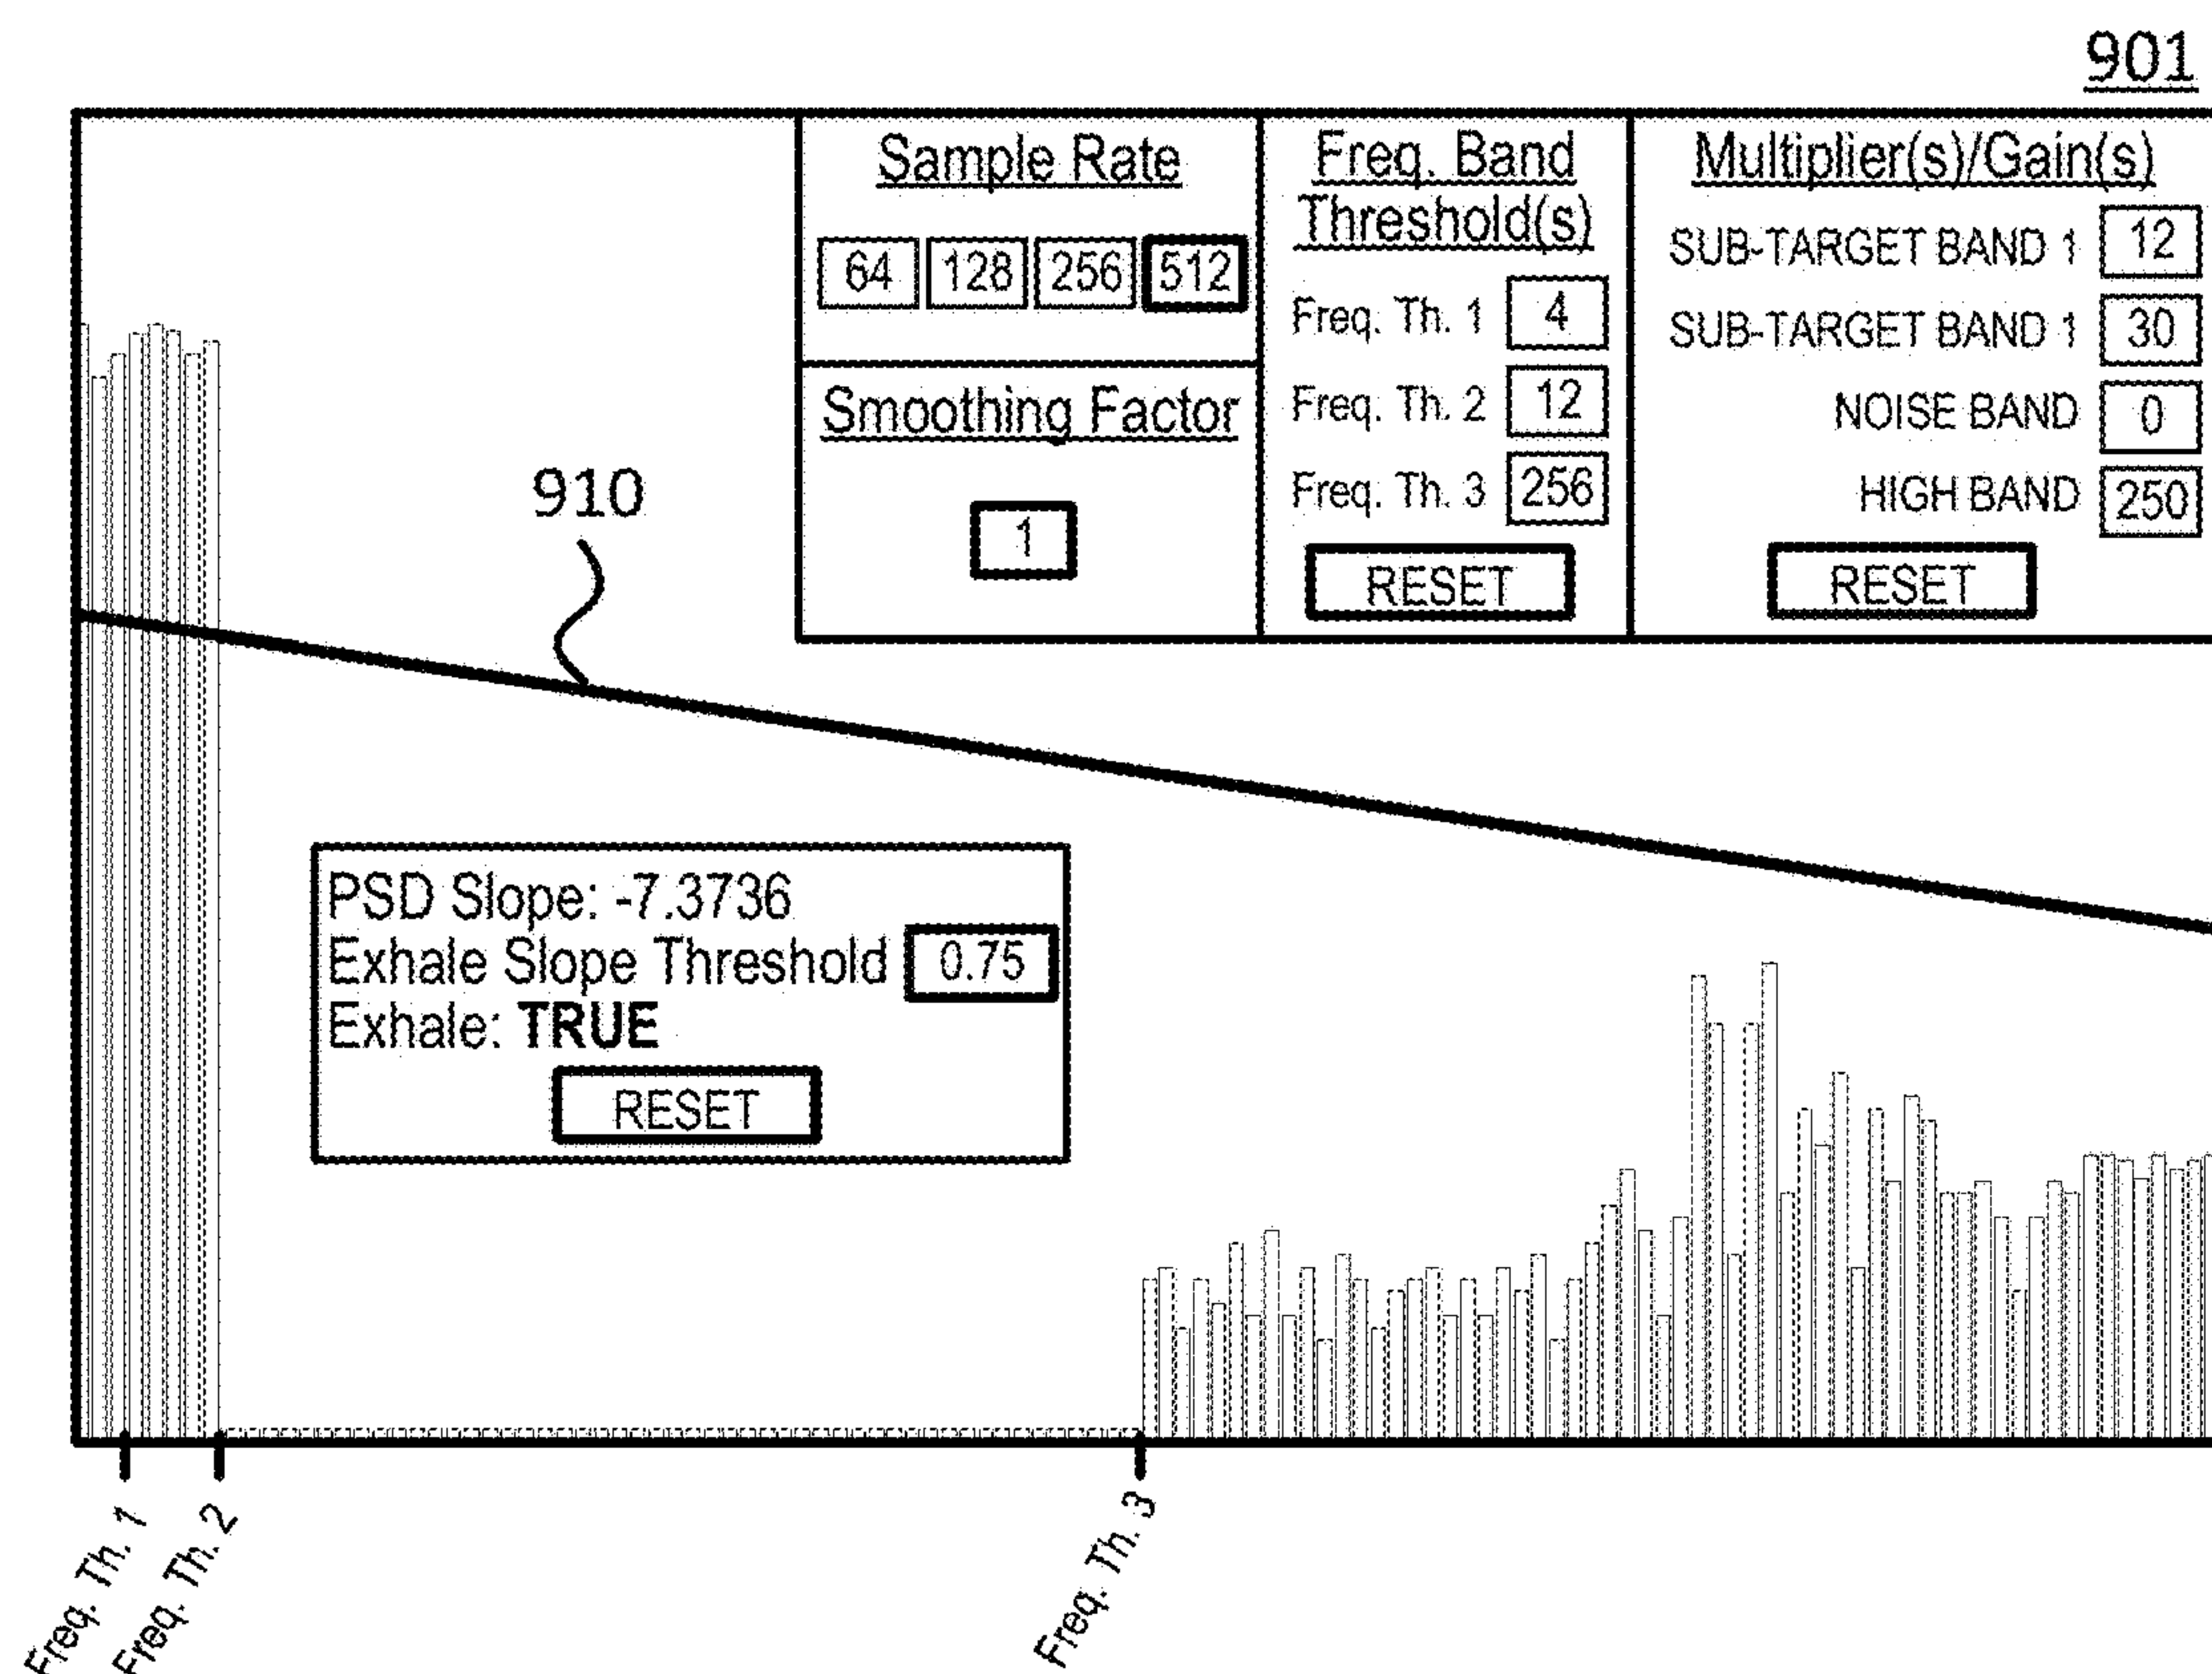 901
Sample Rate
64 128 256 512
Smoothing Factor
1
Freq. Band
Threshold(s)
Freq. Th. 1 4
Freq. Th. 2 12
Freq. Th. 3 256
RESET
Multiplier(s)/Gain(s)
SUB-TARGET BAND 1 12
SUB-TARGET BAND 1 30
NOISE BAND 0
HIGH BAND 250
RESET
910
PSD Slope: -7.3736
Exhale Slope Threshold 0.75
Exhale: TRUE
RESET
Freq. Th. 1
Freq. Th. 2
Freq. Th. 3